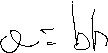 a = bh